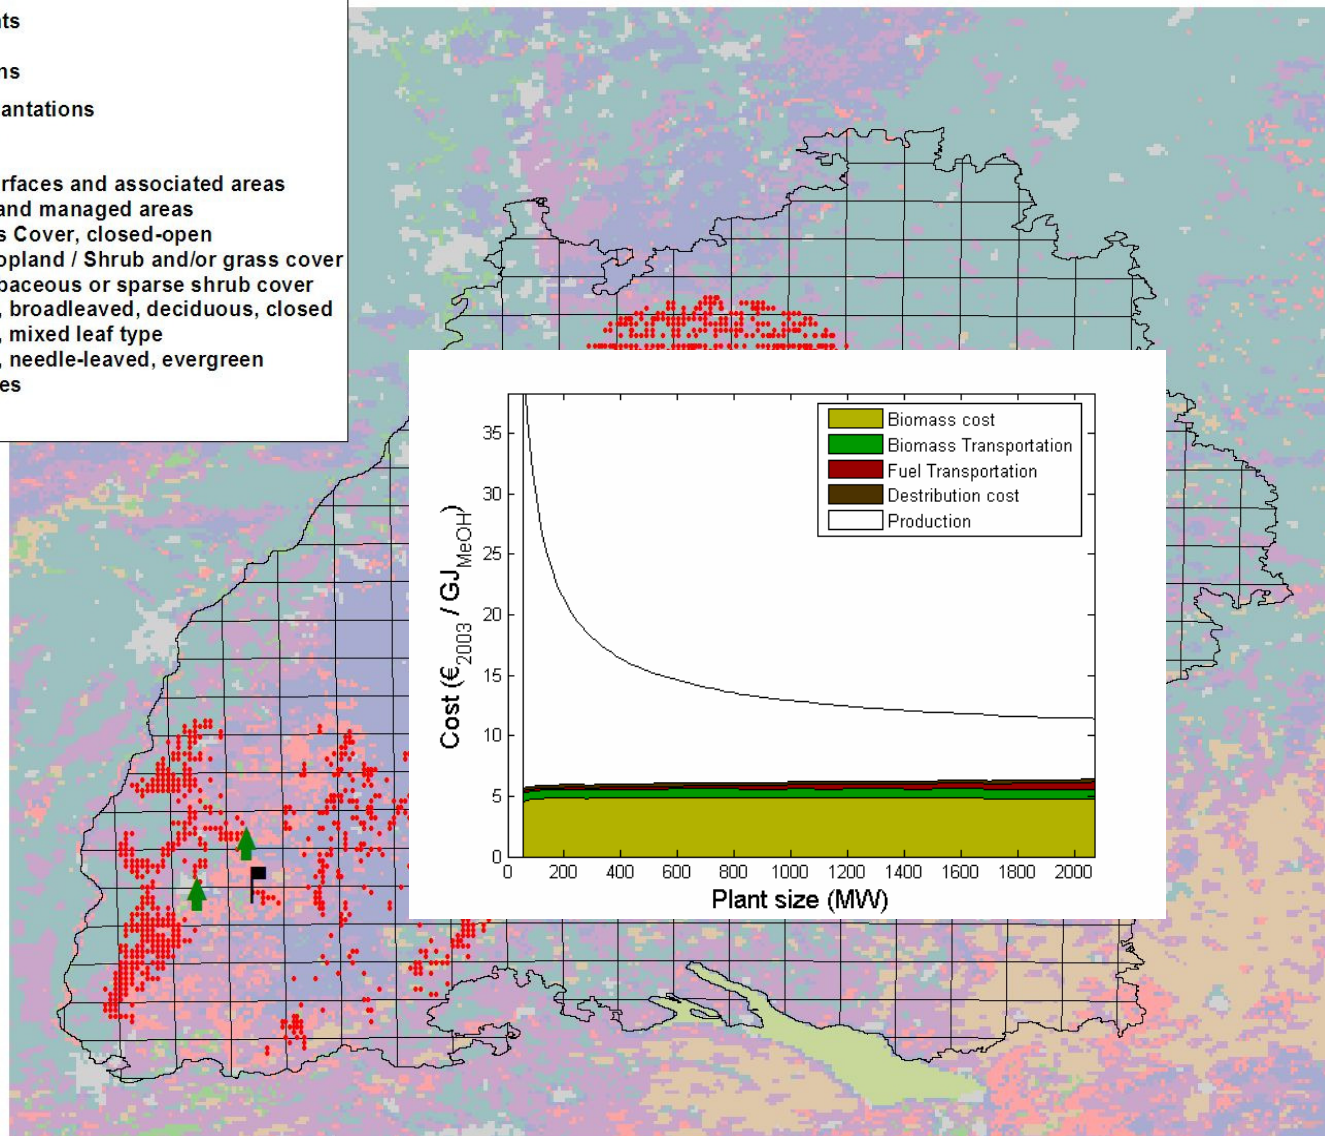 antations
rfaces and associated areas
and managed areas
s Cover, closed-open
opland / Shrub and/or grass cover
baceous or sparse shrub cover
, broadleaved, deciduous, closed
, mixed leaf type
, needle-leaved, evergreen
es
ts
ns
Biomass cost
Biomass Transportation
Fuel Transportation
Destribution cost
Production
35
30
25
20
15
10
5
0
Cost (€2003 / GJMeOH)
0 200 400 600 800 1000 1200 1400 1600 1800 2000
Plant size (MW)